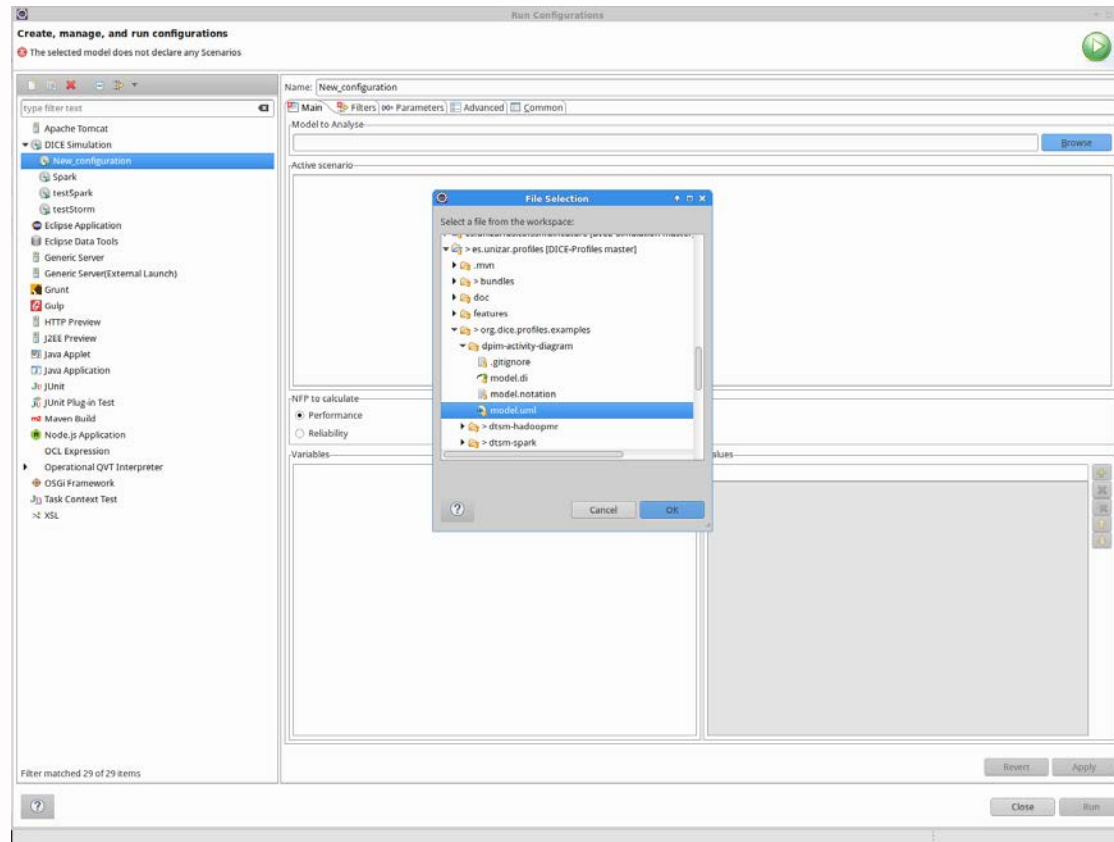 Run Configurations
Create, manage, and run configurations
The selected model does not declare any Scenarios
type filter text
Apache Tomcat
DICE Simulation
New_configuration
Spark
testSpark
testStorm
Eclipse Application
Eclipse Data Tools
Generic Server
Generic Server(External Launch)
Grunt
Gulp
HTTP Preview
J2EE Preview
Java Applet
Java Application
JUnit
JUnit Plug-in Test
Maven Build
Node.js Application
OCL Expression
Operational QVT Interpreter
OSGi Framework
Task Context Test
XSL
Filter matched 29 of 29 items
Name: New_configuration
Main Filters Parameters Advanced Common
Model to Analyse
Browse
Active scenario
NFP to calculate
Performance
Reliability
Variables
File Selection
Select a file from the workspace:
> es.unizar.profiles [DICE-Profiles master]
.mvn
> bundles
doc
features
> org.dice.profiles.examples
dpim-activity-diagram
.gitignore
model.di
model.notation
model.uml
> dtsm-hadoopmr
> dtsm-spark
Cancel OK
Revert Apply
Close Run